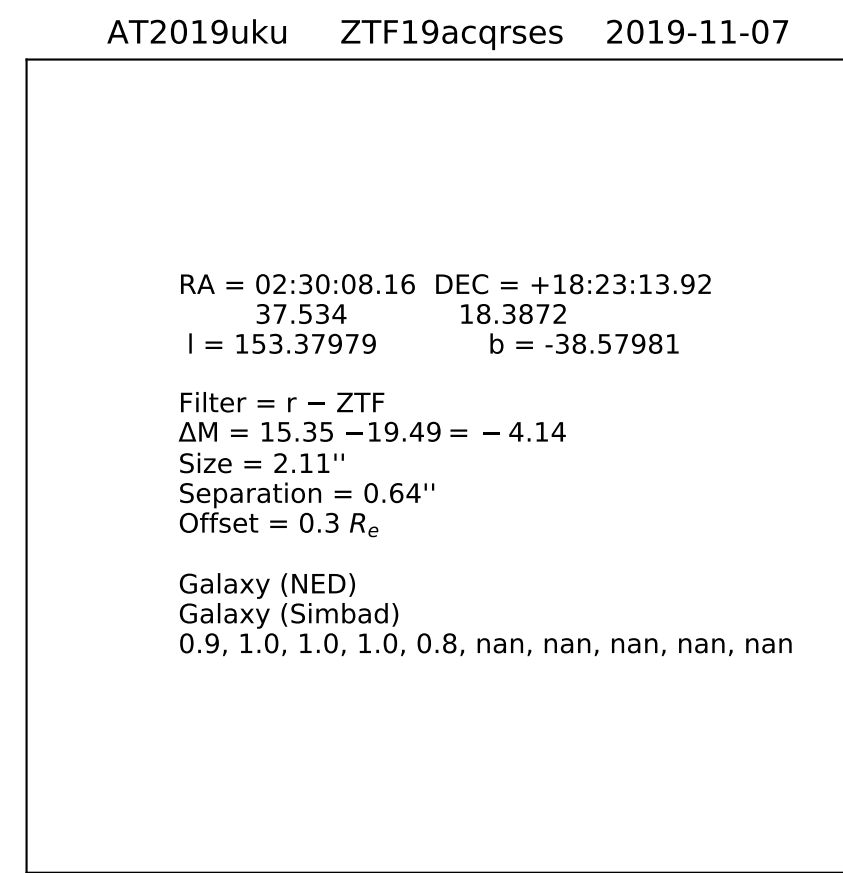 AT2019uku ZTF19acqrses 2019-11-07
RA = 02:30:08.16 DEC = +18:23:13.92
37.534 18.3872
l = 153.37979 b = -38.57981
Filter = r − ZTF
ΔM = 15.35 −19.49 = − 4.14
Size = 2.11''
Separation = 0.64''
Offset = 0.3 Re
Galaxy (NED)
Galaxy (Simbad)
0.9, 1.0, 1.0, 1.0, 0.8, nan, nan, nan, nan, nan